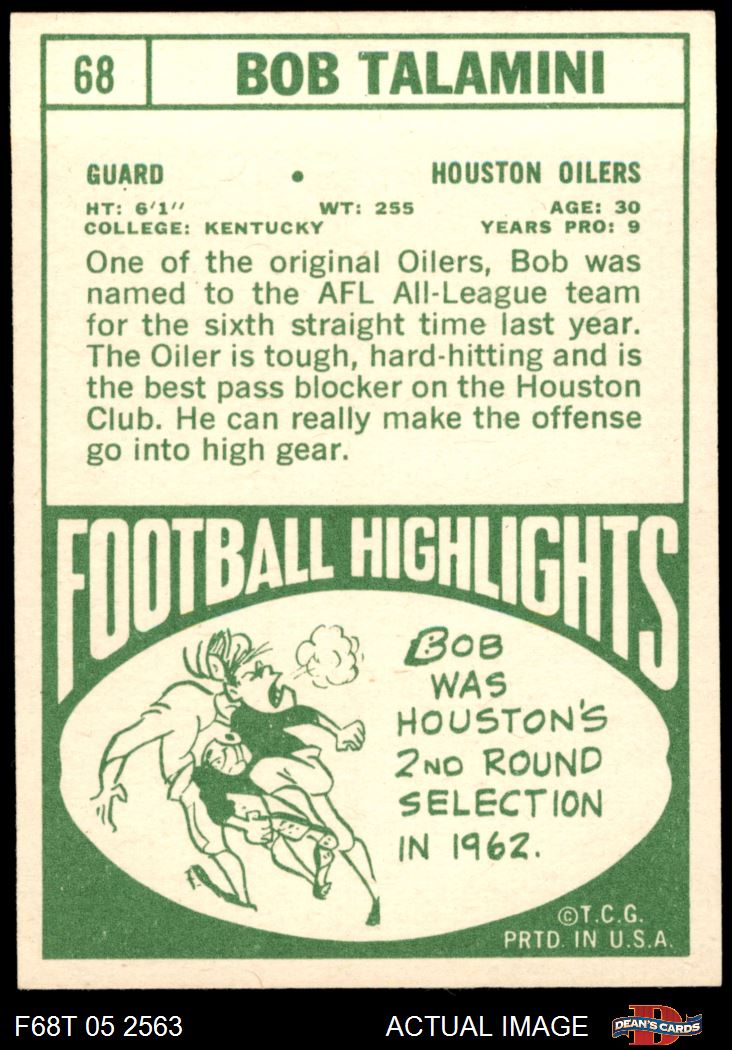 68 BOB TALAMINI
GUARD • HOUSTON OILERS
HT: 6'1" WT: 255 AGE: 30
COLLEGE: KENTUCKY YEARS PRO: 9
One of the original Oilers, Bob was
named to the AFL All-League team
for the sixth straight time last year.
The Oiler is tough, hard-hitting and is
the best pass blocker on the Houston
Club. He can really make the offense
go into high gear.
FOOTBALL HIGHLIGHTS
BOB
WAS
HOUSTON'S
2ND ROUND
SELECTION
IN 1962.
©T.C.G.
PRTD. IN U.S.A.
F68T 05 2563 ACTUAL IMAGE D DEAN'S CARDS